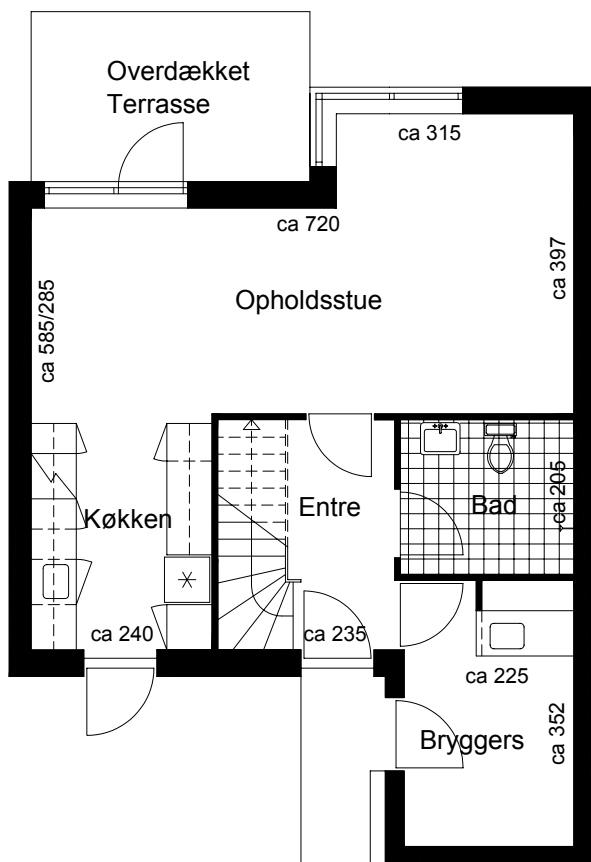 Overdækket
Terrasse
ca 315
ca 720
ca 397
Opholdsstue
ca 585/285
Køkken
Entre
Bad
ca 205
ca 240
ca 235
ca 225
Bryggers
ca 352